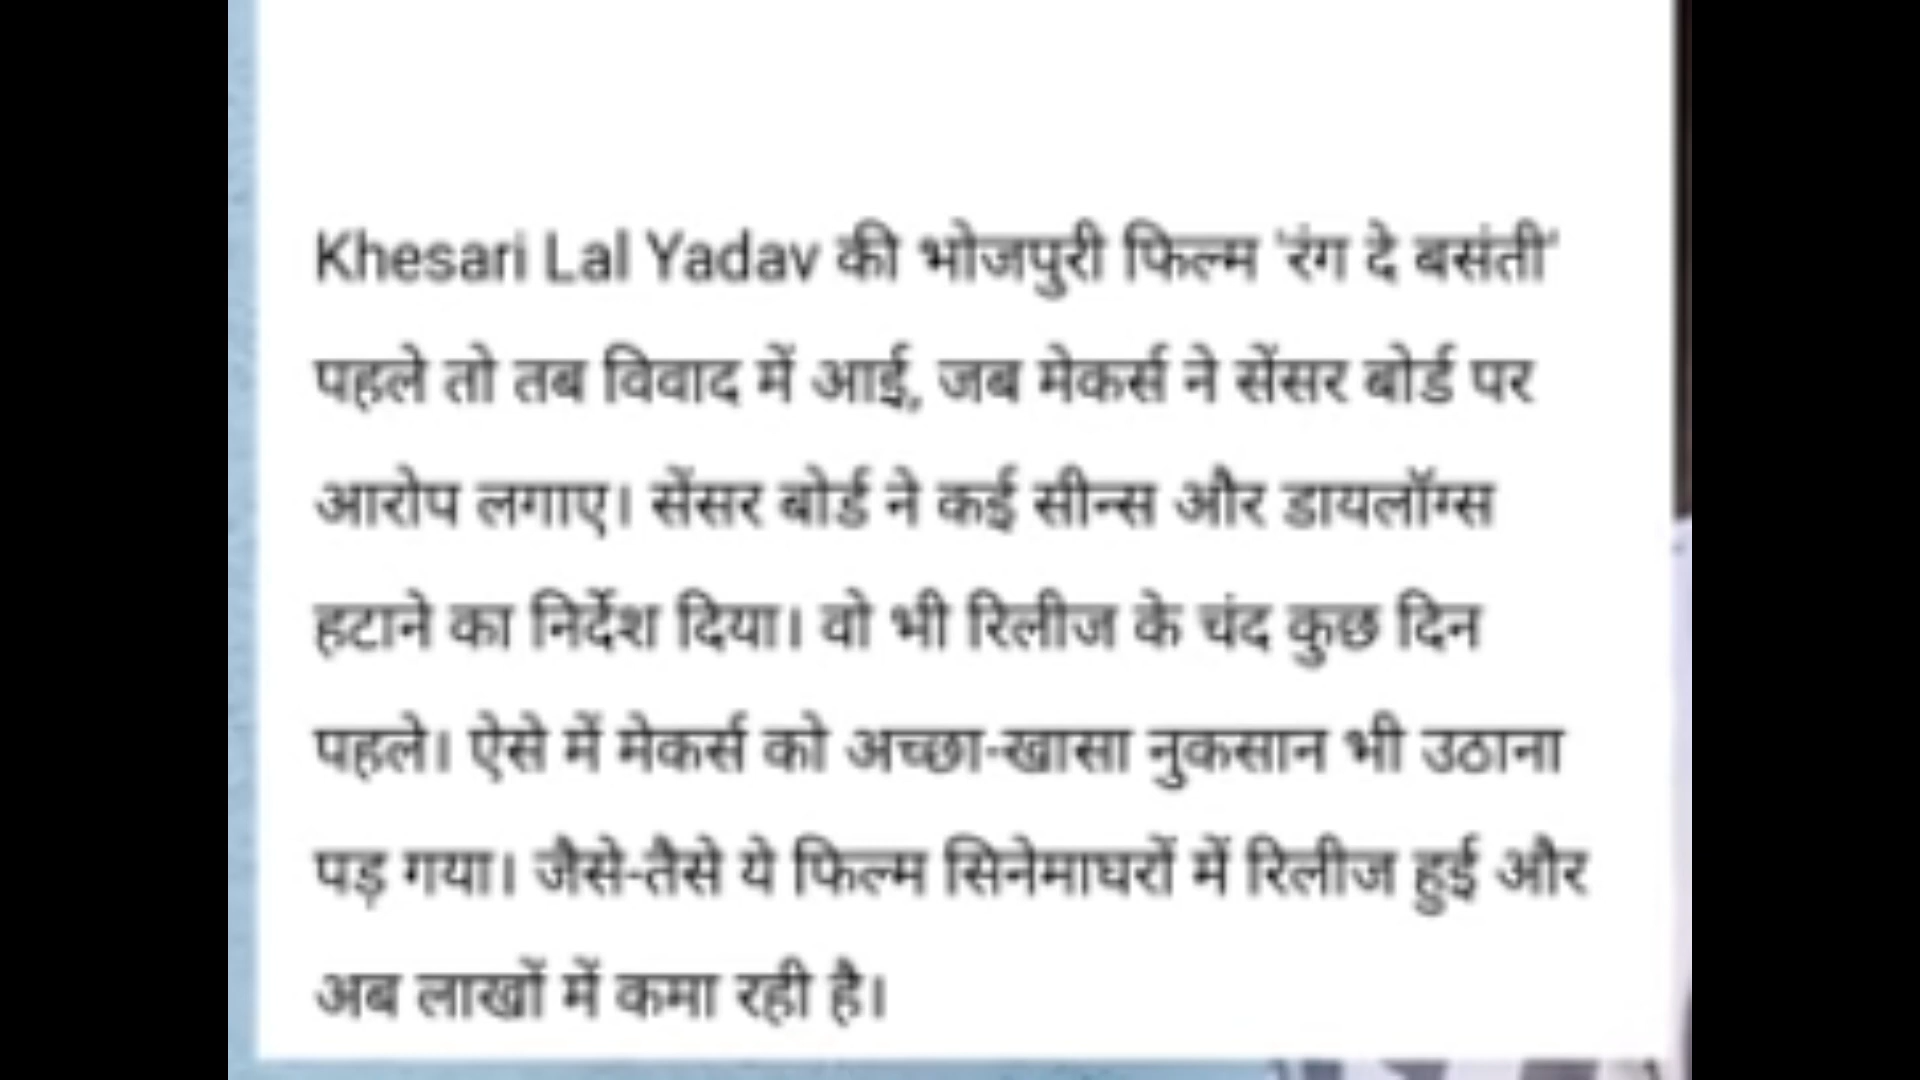 Khesari Lal Yadav की भोजपुरी फिल्म 'रंग दे बसंती'
पहले तो तब विवाद में आई, जब मेकर्स ने सेंसर बोर्ड पर
आरोप लगाए। सेंसर बोर्ड ने कई सीन्स और डायलॉग्स
हटाने का निर्देश दिया। वो भी रिलीज के चंद कुछ दिन
पहले। ऐसे में मेकर्स को अच्छा-खासा नुकसान भी उठाना
पड़ गया। जैसे-तैसे ये फिल्म सिनेमाघरों में रिलीज हुई और
अब लाखों में कमा रही है।